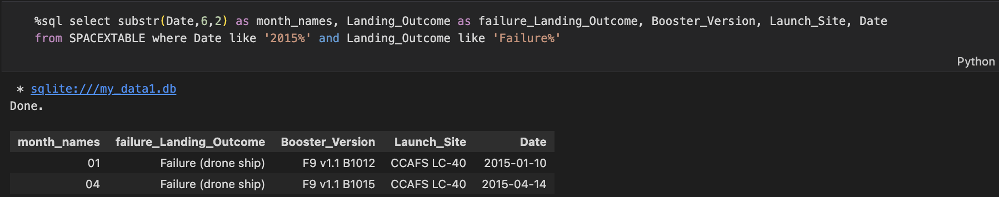 %sql select substr(Date,6,2) as month_names, Landing_Outcome as failure_Landing_Outcome, Booster_Version, Launch_Site, Date
from SPACEXTABLE where Date like '2015%' and Landing_Outcome like 'Failure%'
Python
* sqlite:///my_data1.db
Done.
month_names failure_Landing_Outcome Booster_Version Launch_Site Date
01 Failure (drone ship) F9 v1.1 B1012 CCAFS LC-40 2015-01-10
04 Failure (drone ship) F9 v1.1 B1015 CCAFS LC-40 2015-04-14